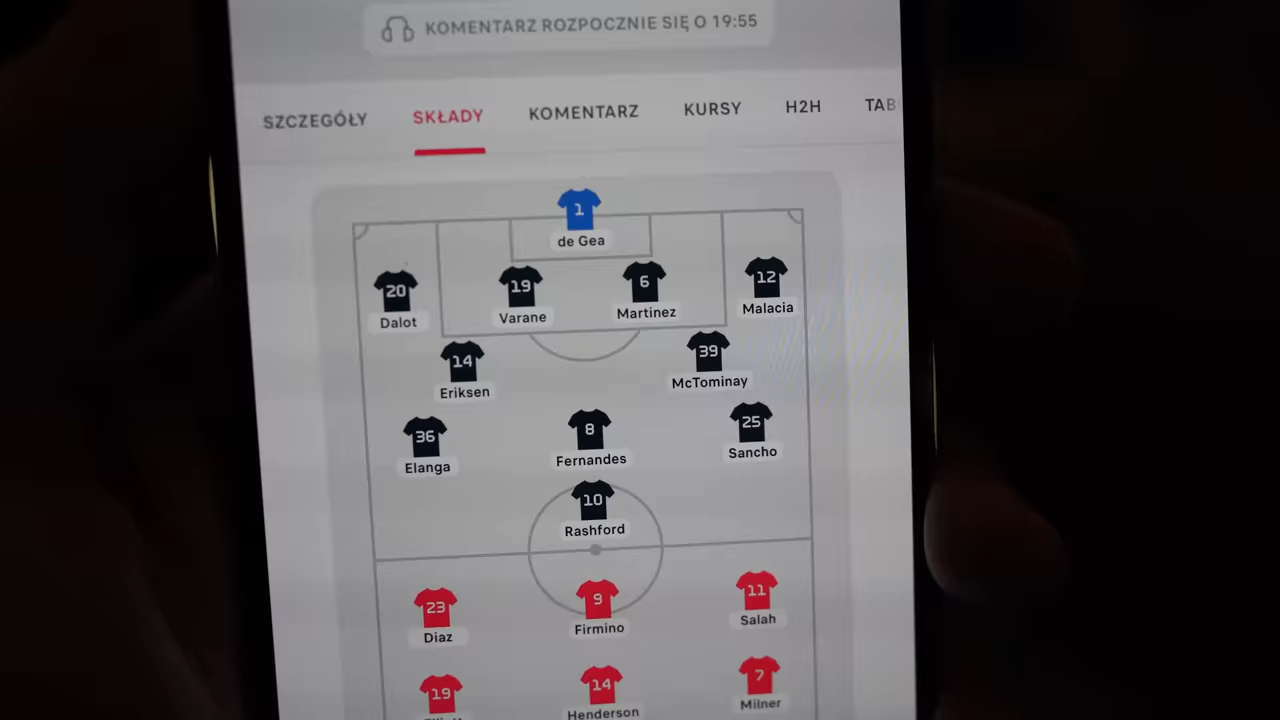 KOMENTARZ ROZPOCZNIE SIĘ O 19:55
SZCZEGÓŁY SKŁADY KOMENTARZ KURSY H2H TAB
1
de Gea
20 19 6 12
Dalot Varane Martinez Malacia
14 39
Eriksen McTominay
36 8 25
Elanga Fernandes Sancho
10
Rashford
23 9 11
Diaz Firmino Salah
19 14 7
Henderson Milner